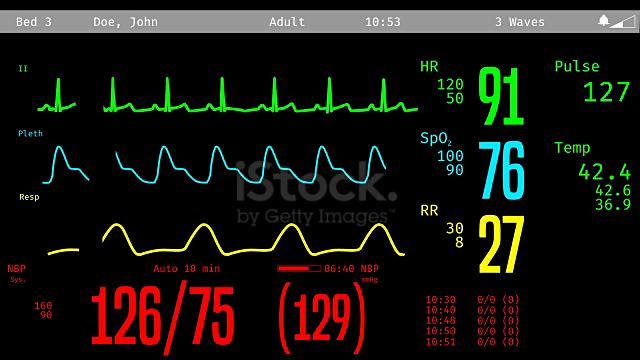 Bed 3 Doe, John Adult 10:53 3 Waves
II
HR 120 50 91
Pulse 127
Pleth
SpO₂ 100 90 76
Temp 42.4 42.6 36.9
iStock.
by Getty Images™
Resp
RR 30 8 27
NBP Sys. Auto 10 min 06:40 NBP mmHg
160 90
126/75 (129)
10:30 0/0 (0)
10:40 0/0 (0)
10:48 0/0 (0)
10:50 0/0 (0)
10:51 0/0 (0)